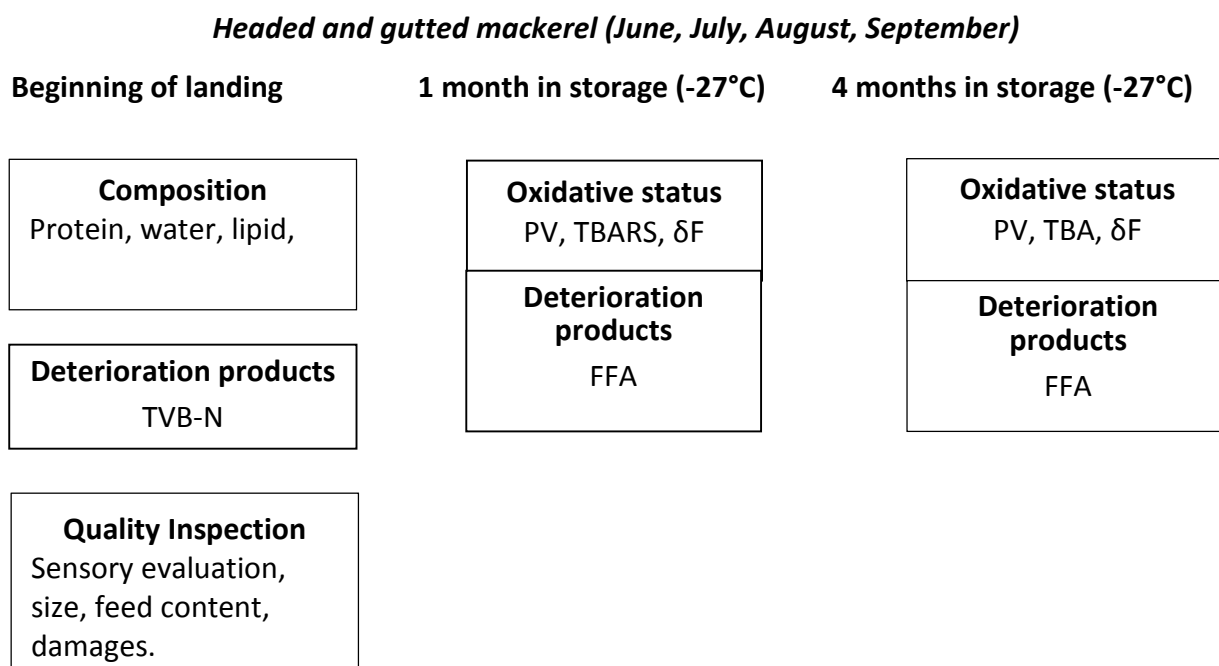 Headed and gutted mackerel (June, July, August, September)
Beginning of landing
1 month in storage (-27°C)
4 months in storage (-27°C)
Composition
Protein, water, lipid,
Deterioration products
TVB-N
Quality Inspection
Sensory evaluation,
size, feed content,
damages.
Oxidative status
PV, TBARS, δF
Deterioration
products
FFA
Oxidative status
PV, TBA, δF
Deterioration
products
FFA